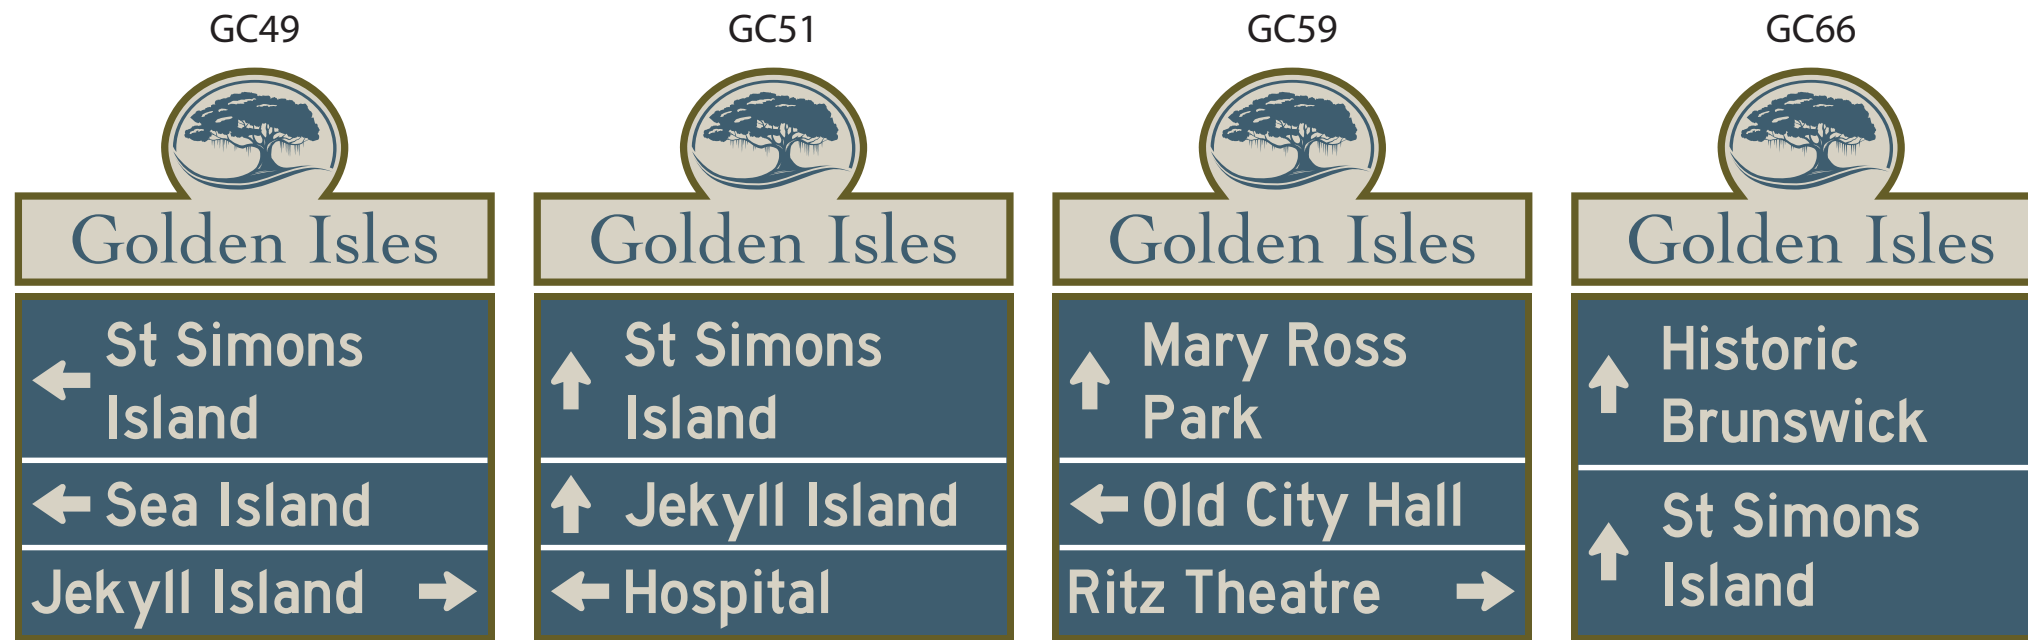 GC49
Golden Isles
St Simons
Island
Sea Island
Jekyll Island
GC51
Golden Isles
St Simons
Island
Jekyll Island
Hospital
GC59
Golden Isles
Mary Ross
Park
Old City Hall
Ritz Theatre
GC66
Golden Isles
Historic
Brunswick
St Simons
Island